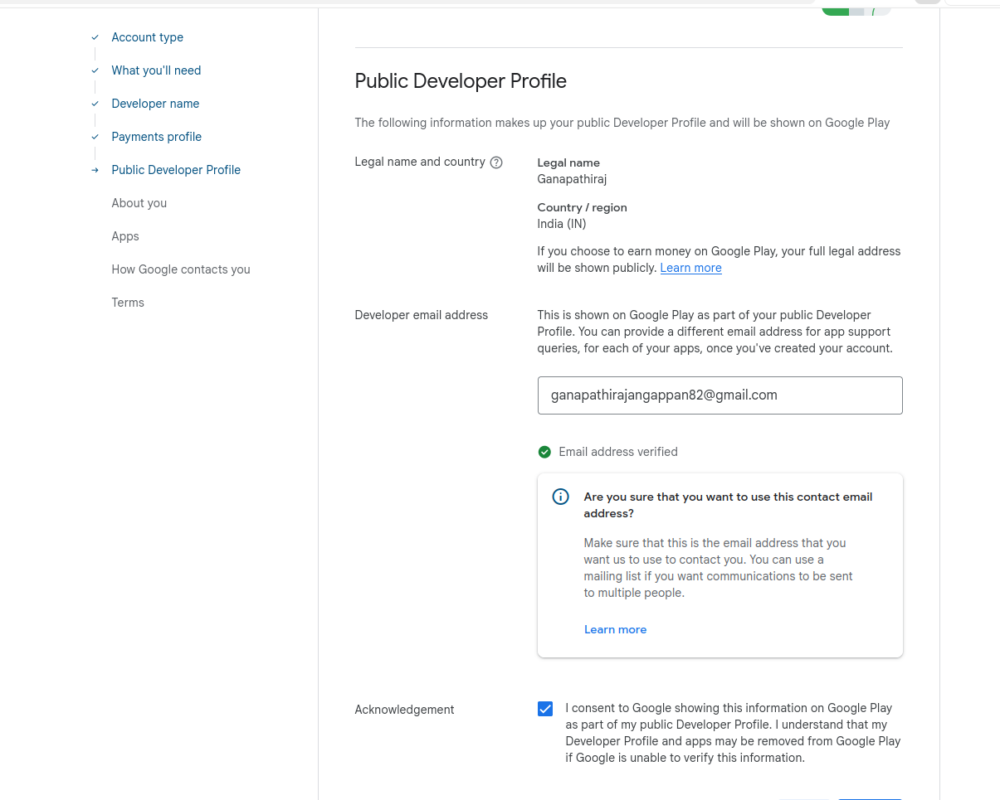 Account type
What you'll need
Developer name
Payments profile
Public Developer Profile
About you
Apps
How Google contacts you
Terms
Public Developer Profile
The following information makes up your public Developer Profile and will be shown on Google Play
Legal name and country
Legal name
Ganapathiraj
Country / region
India (IN)
If you choose to earn money on Google Play, your full legal address
will be shown publicly. Learn more
Developer email address
This is shown on Google Play as part of your public Developer
Profile. You can provide a different email address for app support
queries, for each of your apps, once you've created your account.
ganapathirajangappan82@gmail.com
Email address verified
Are you sure that you want to use this contact email
address?
Make sure that this is the email address that you
want us to use to contact you. You can use a
mailing list if you want communications to be sent
to multiple people.
Learn more
Acknowledgement
I consent to Google showing this information on Google Play
as part of my public Developer Profile. I understand that my
Developer Profile and apps may be removed from Google Play
if Google is unable to verify this information.